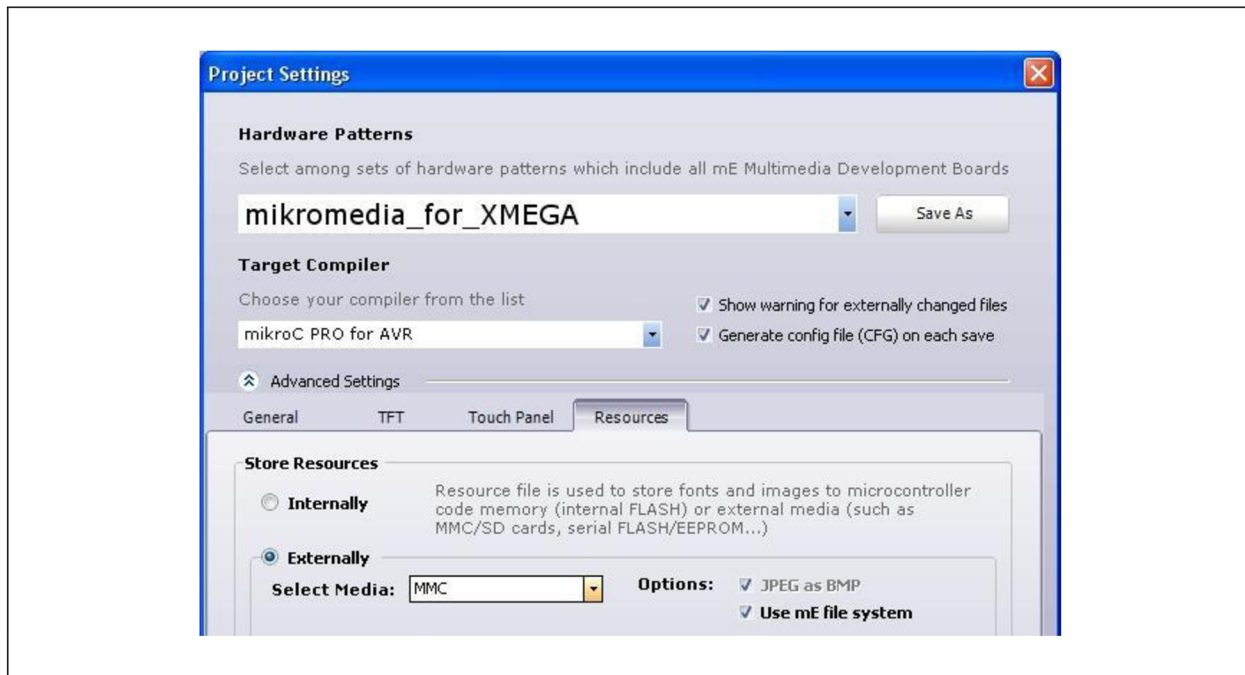 Project Settings
Hardware Patterns
Select among sets of hardware patterns which include all mE Multimedia Development Boards
mikromedia_for_XMEGA
Save As
Target Compiler
Choose your compiler from the list
Show warning for externally changed files
mikroC PRO for AVR
Generate config file (CFG) on each save
Advanced Settings
General TFT Touch Panel Resources
Store Resources
Internally
Resource file is used to store fonts and images to microcontroller
code memory (internal FLASH) or external media (such as
MMC/SD cards, serial FLASH/EEPROM...)
Externally
Select Media: MMC
Options: JPEG as BMP
Use mE file system